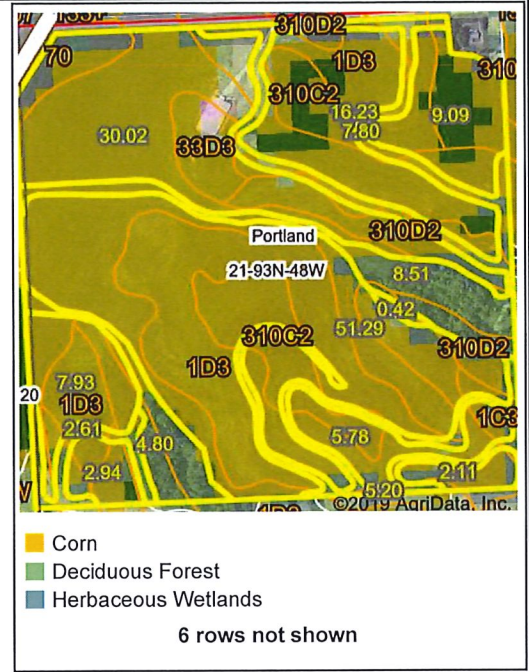 310D2
70
1D3
310
310C2
16.23
7.80
9.09
30.02
33D3
Portland
310D2
21-93N-48W
8.51
0.42
51.29
310C2
310D2
1D3
20
7.93
1D3
2.61
4.80
2.94
1C3
5.78
2.11
5.20
©2019 AgriData, Inc.
Corn
Deciduous Forest
Herbaceous Wetlands
6 rows not shown